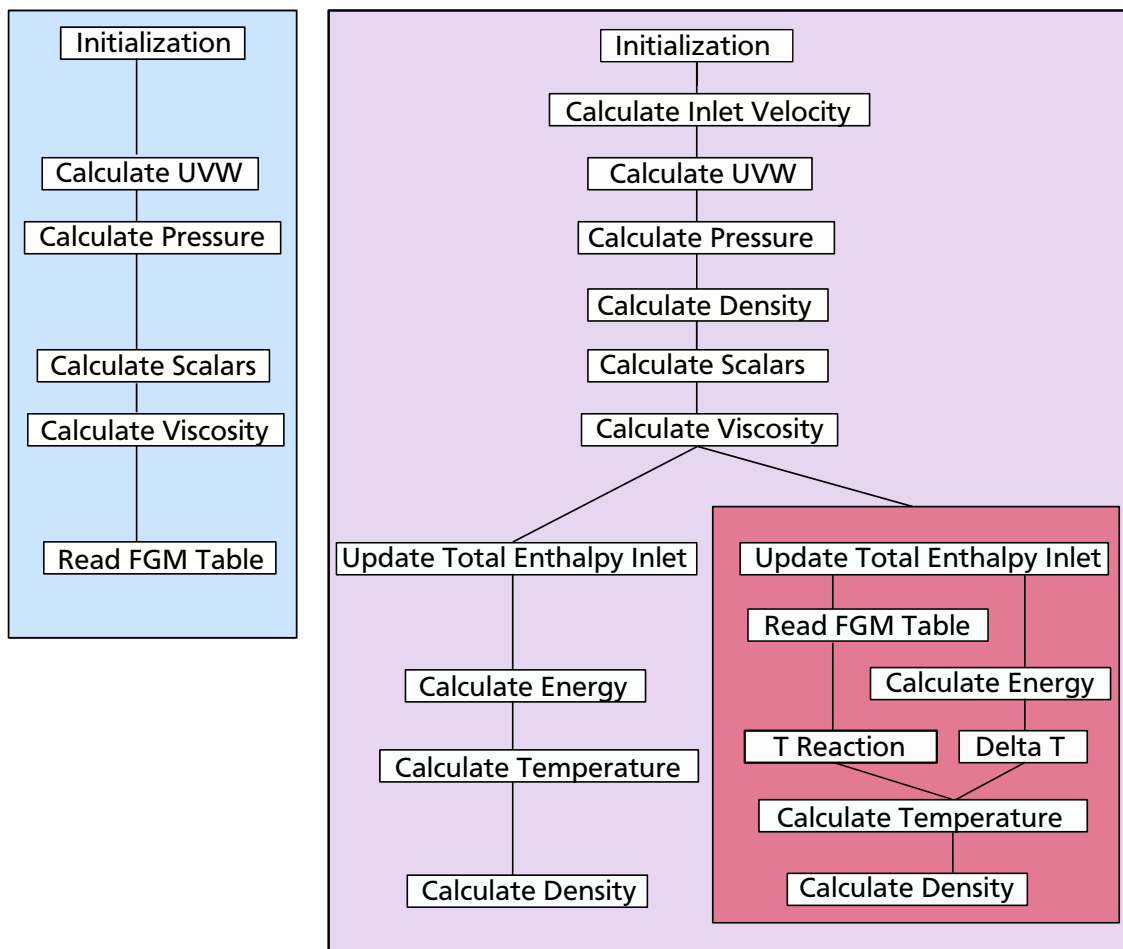 Initialization
Calculate UVW
Calculate Pressure
Calculate Scalars
Calculate Viscosity
Read FGM Table
Initialization
Calculate Inlet Velocity
Calculate UVW
Calculate Pressure
Calculate Density
Calculate Scalars
Calculate Viscosity
Update Total Enthalpy Inlet
Calculate Energy
Calculate Temperature
Calculate Density
Update Total Enthalpy Inlet
Read FGM Table
Calculate Energy
T Reaction
Delta T
Calculate Temperature
Calculate Density